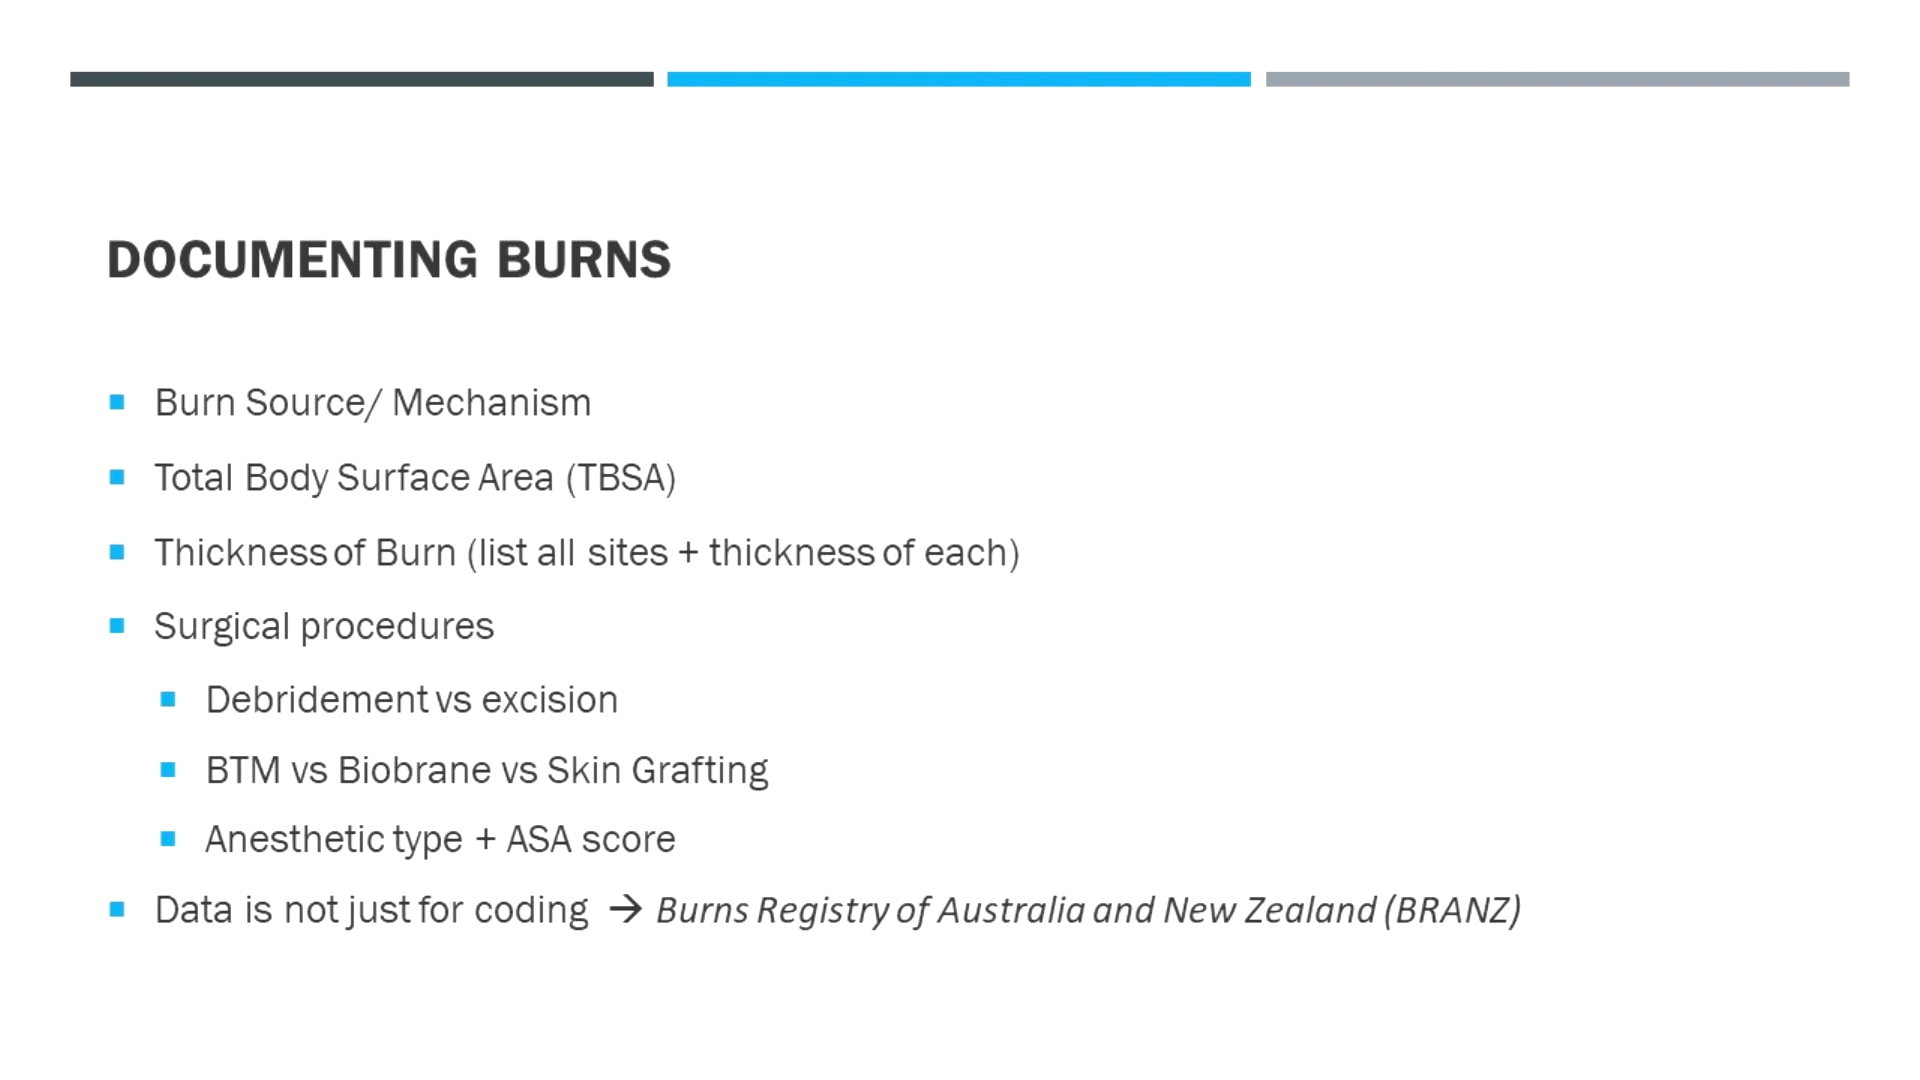 DOCUMENTING BURNS
Burn Source/ Mechanism
Total Body Surface Area (TBSA)
Thickness of Burn (list all sites + thickness of each)
Surgical procedures
Debridement vs excision
BTM vs Biobrane vs Skin Grafting
Anesthetic type + ASA score
Data is not just for coding → Burns Registry of Australia and New Zealand (BRANZ)